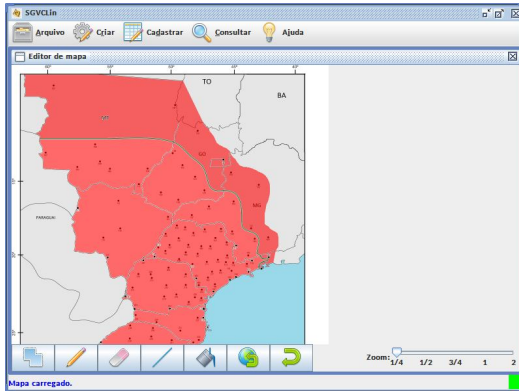 SGVCLin
Arquivo Criar Cadastrar Consultar Ajuda
Editor de mapa
TO
BA
MT
GO
MG
PARAGUAI
Zoom:
1/4 1/2 3/4 1 2
Mapa carregado.